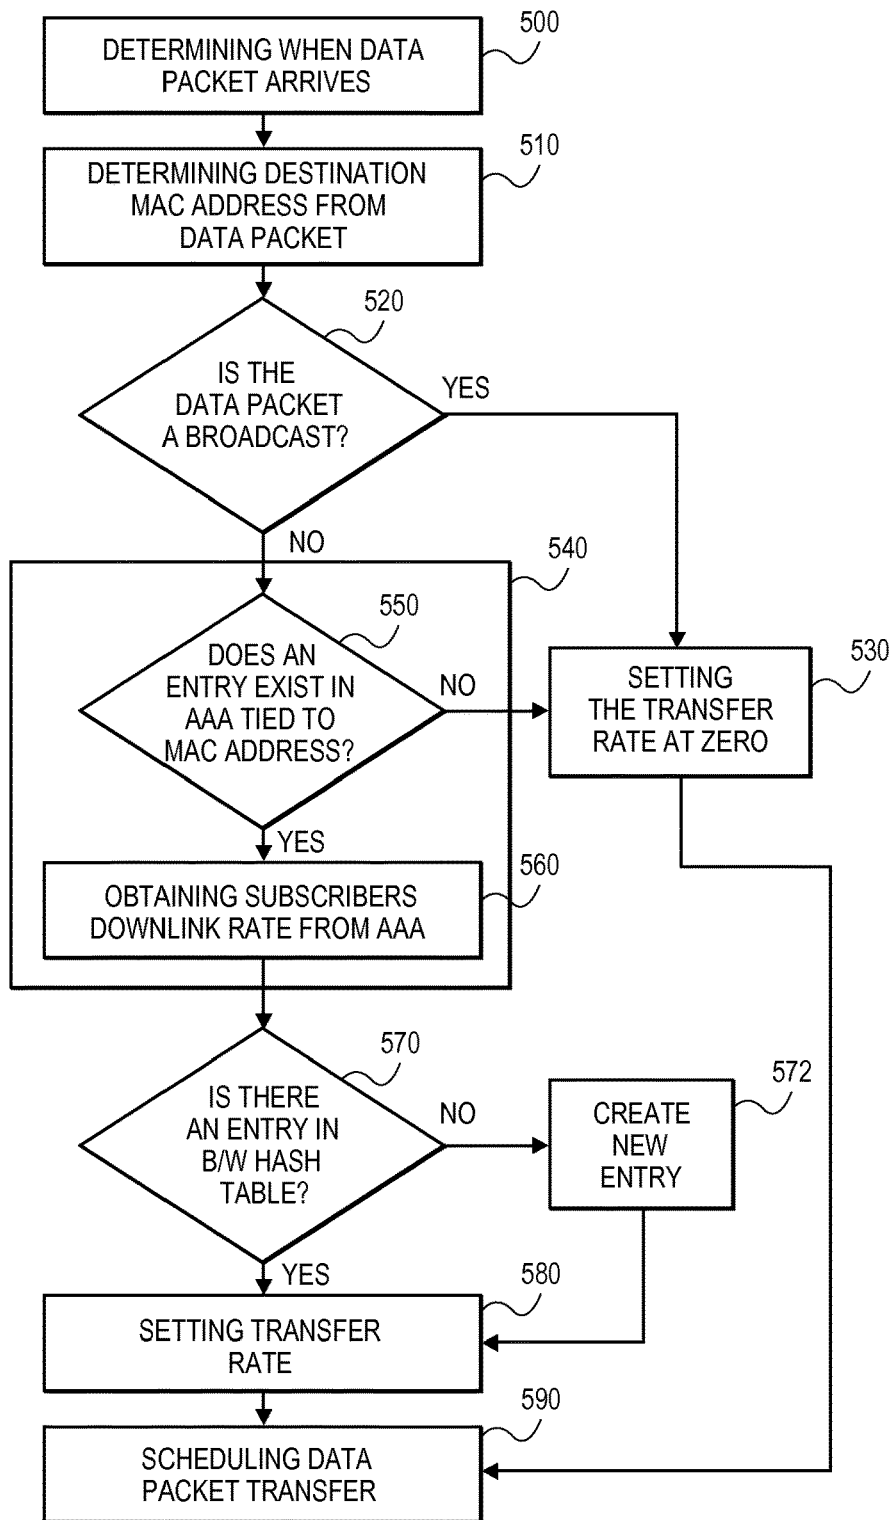 500
DETERMINING WHEN DATA
PACKET ARRIVES
510
DETERMINING DESTINATION
MAC ADDRESS FROM
DATA PACKET
520
IS THE
DATA PACKET
A BROADCAST?
YES
NO
540
550
DOES AN
ENTRY EXIST IN
AAA TIED TO
MAC ADDRESS?
NO
530
SETTING
THE TRANSFER
RATE AT ZERO
YES
560
OBTAINING SUBSCRIBERS
DOWNLINK RATE FROM AAA
570
IS THERE
AN ENTRY IN
B/W HASH
TABLE?
NO
572
CREATE
NEW
ENTRY
YES
580
SETTING TRANSFER
RATE
590
SCHEDULING DATA
PACKET TRANSFER